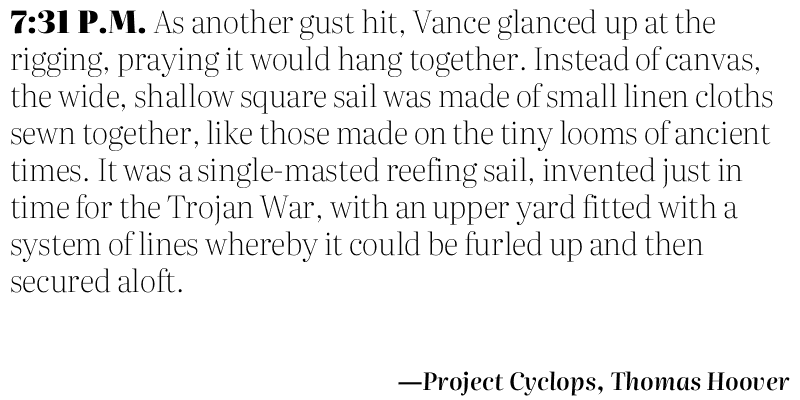 7:31 P.M. As another gust hit, Vance glanced up at the
rigging, praying it would hang together. Instead of canvas,
the wide, shallow square sail was made of small linen cloths
sewn together, like those made on the tiny looms of ancient
times. It was a single-masted reefing sail, invented just in
time for the Trojan War, with an upper yard fitted with a
system of lines whereby it could be furled up and then
secured aloft.
—Project Cyclops, Thomas Hoover